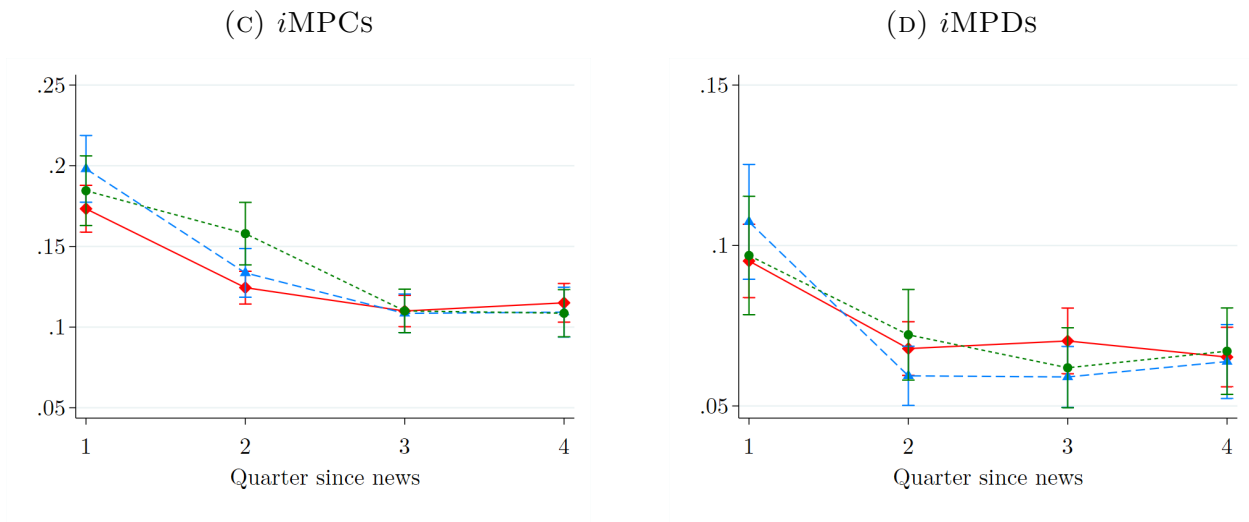 (C) iMPCs
.25
.2
.15
.1
.05
1 2 3 4
Quarter since news
(D) iMPDs
.15
.1
.05
1 2 3 4
Quarter since news